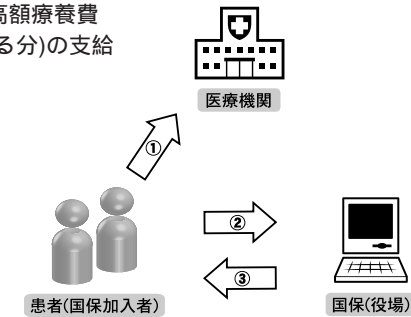 高額療養費
る分)の支給
医療機関
①
②
③
患者(国保加入者)
国保(役場)